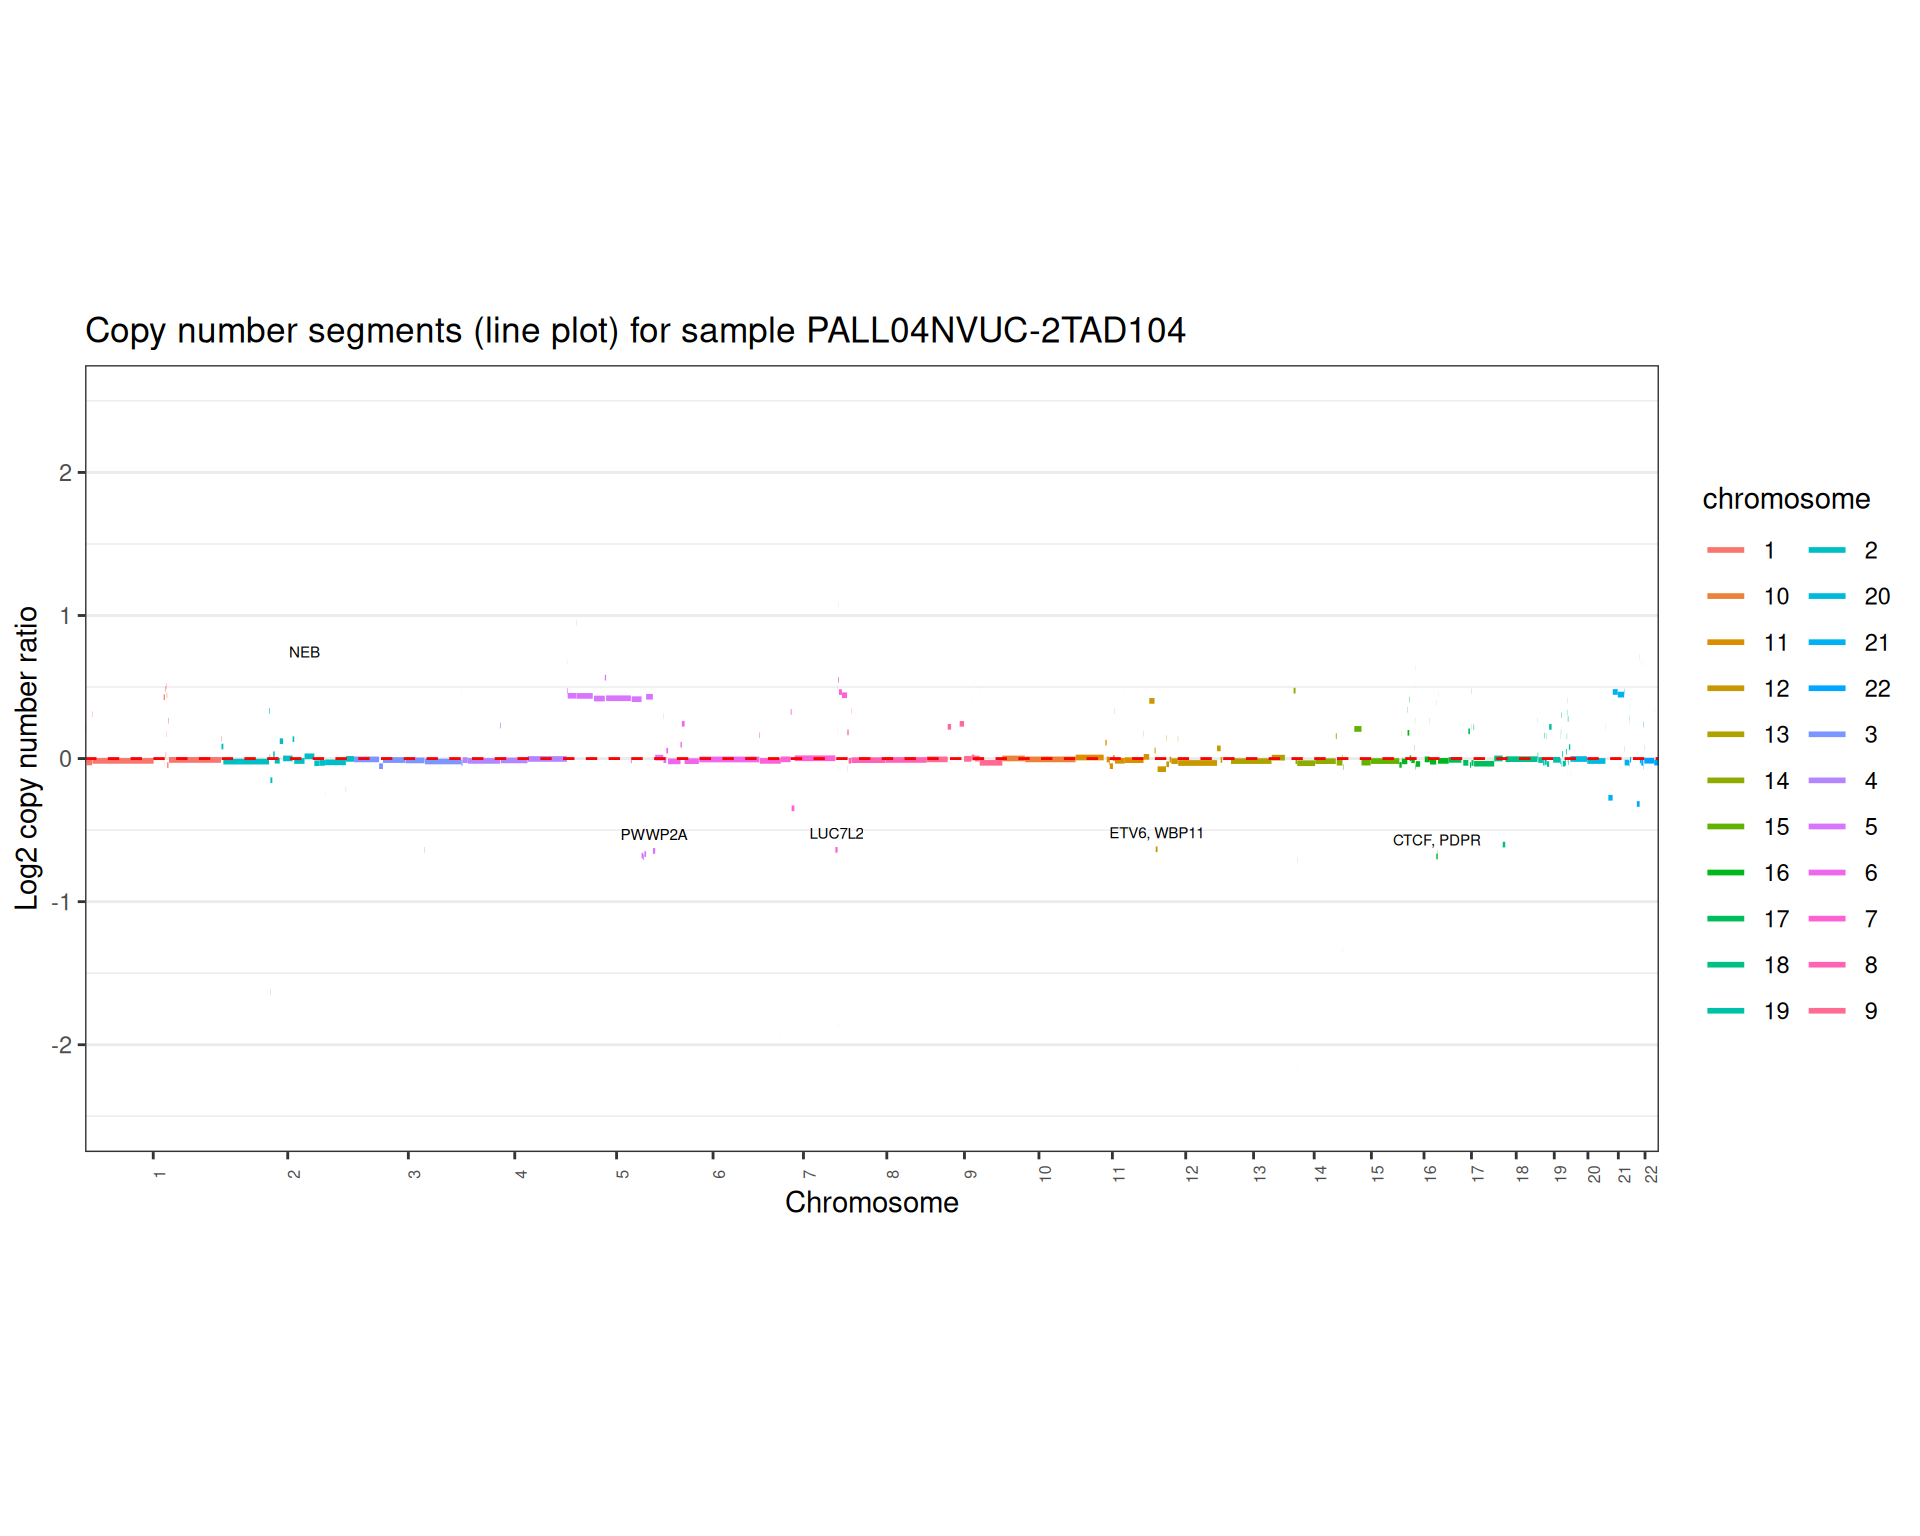 Copy number segments (line plot) for sample PALL04NVUC-2TAD104
Log2 copy number ratio
2
1
0
-1
-2
NEB
PWWP2A
LUC7L2
ETV6, WBP11
CTCF, PDPR
1 2 3 4 5 6 7 8 9 10 11 12 13 14 15 16 17 18 19 20 21 22
Chromosome
chromosome
1 2
10 20
11 21
12 22
13 3
14 4
15 5
16 6
17 7
18 8
19 9